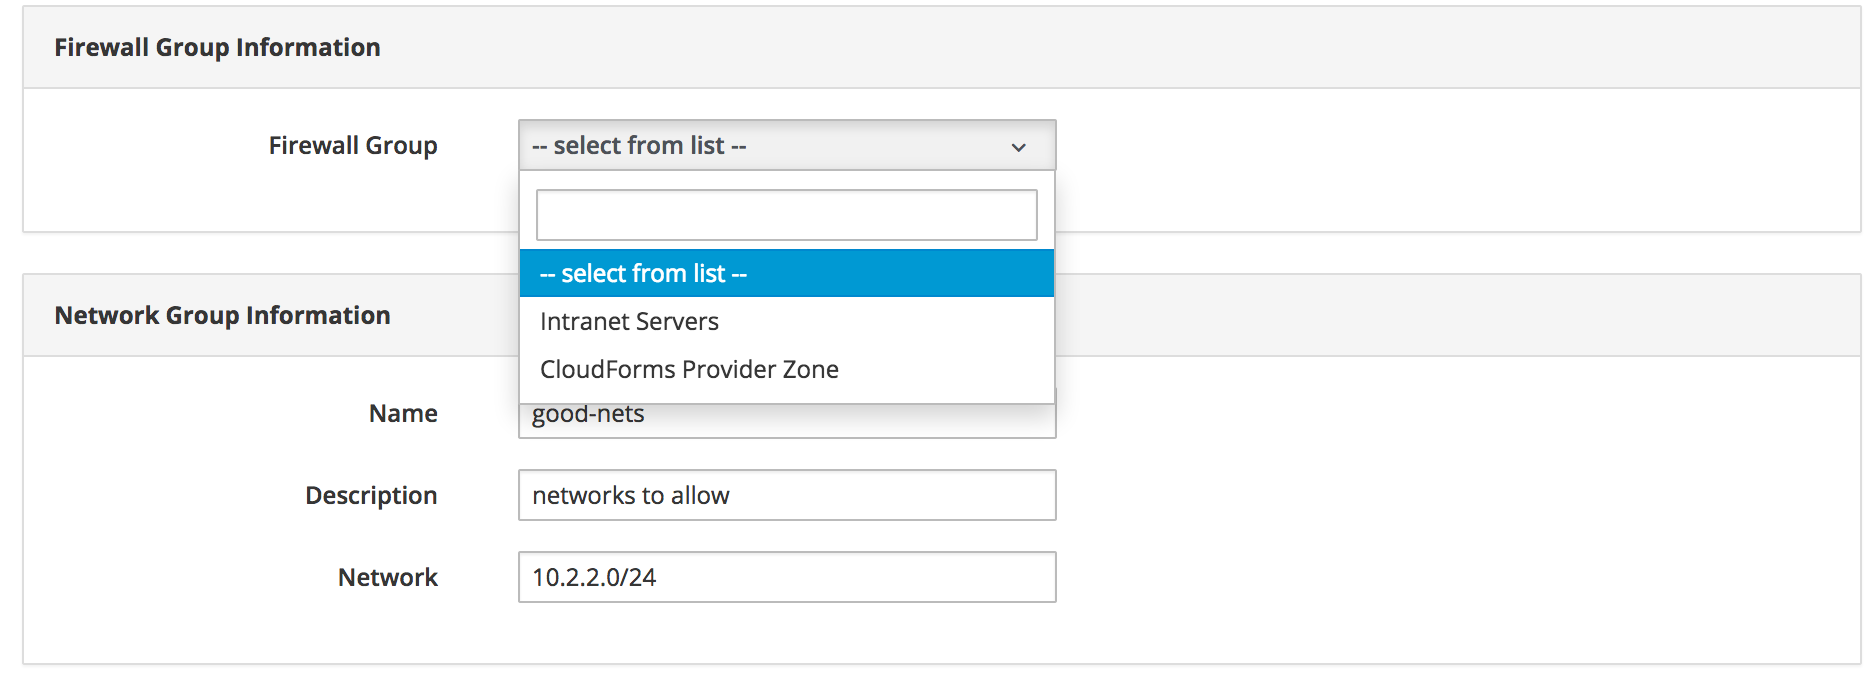 Firewall Group Information
Firewall Group
-- select from list --
-- select from list --
Intranet Servers
CloudForms Provider Zone
Network Group Information
Name
good-nets
Description
networks to allow
Network
10.2.2.0/24